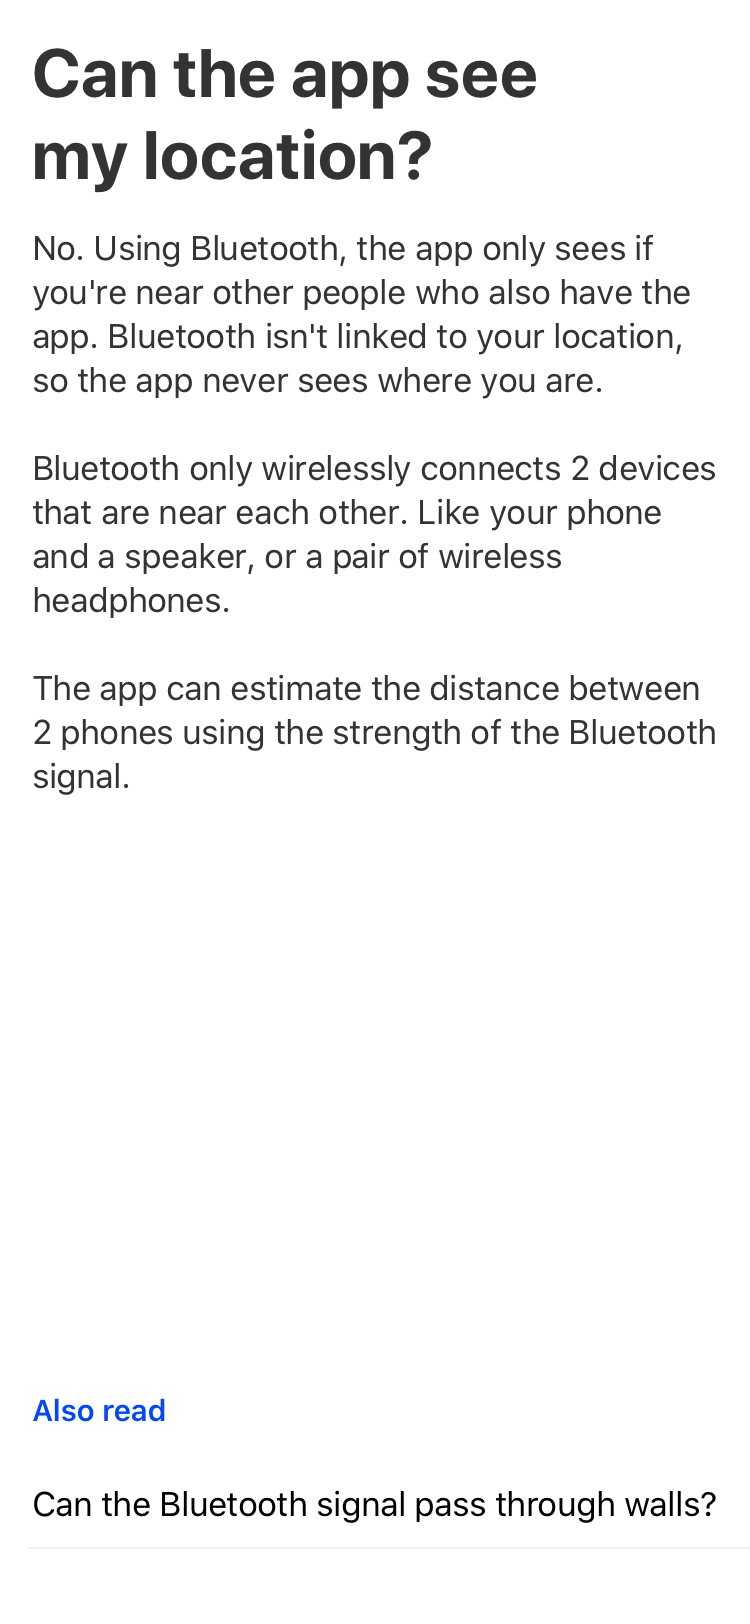 Can the app see
my location?
No. Using Bluetooth, the app only sees if
you're near other people who also have the
app. Bluetooth isn't linked to your location,
so the app never sees where you are.
Bluetooth only wirelessly connects 2 devices
that are near each other. Like your phone
and a speaker, or a pair of wireless
headphones.
The app can estimate the distance between
2 phones using the strength of the Bluetooth
signal.
Also read
Can the Bluetooth signal pass through walls?